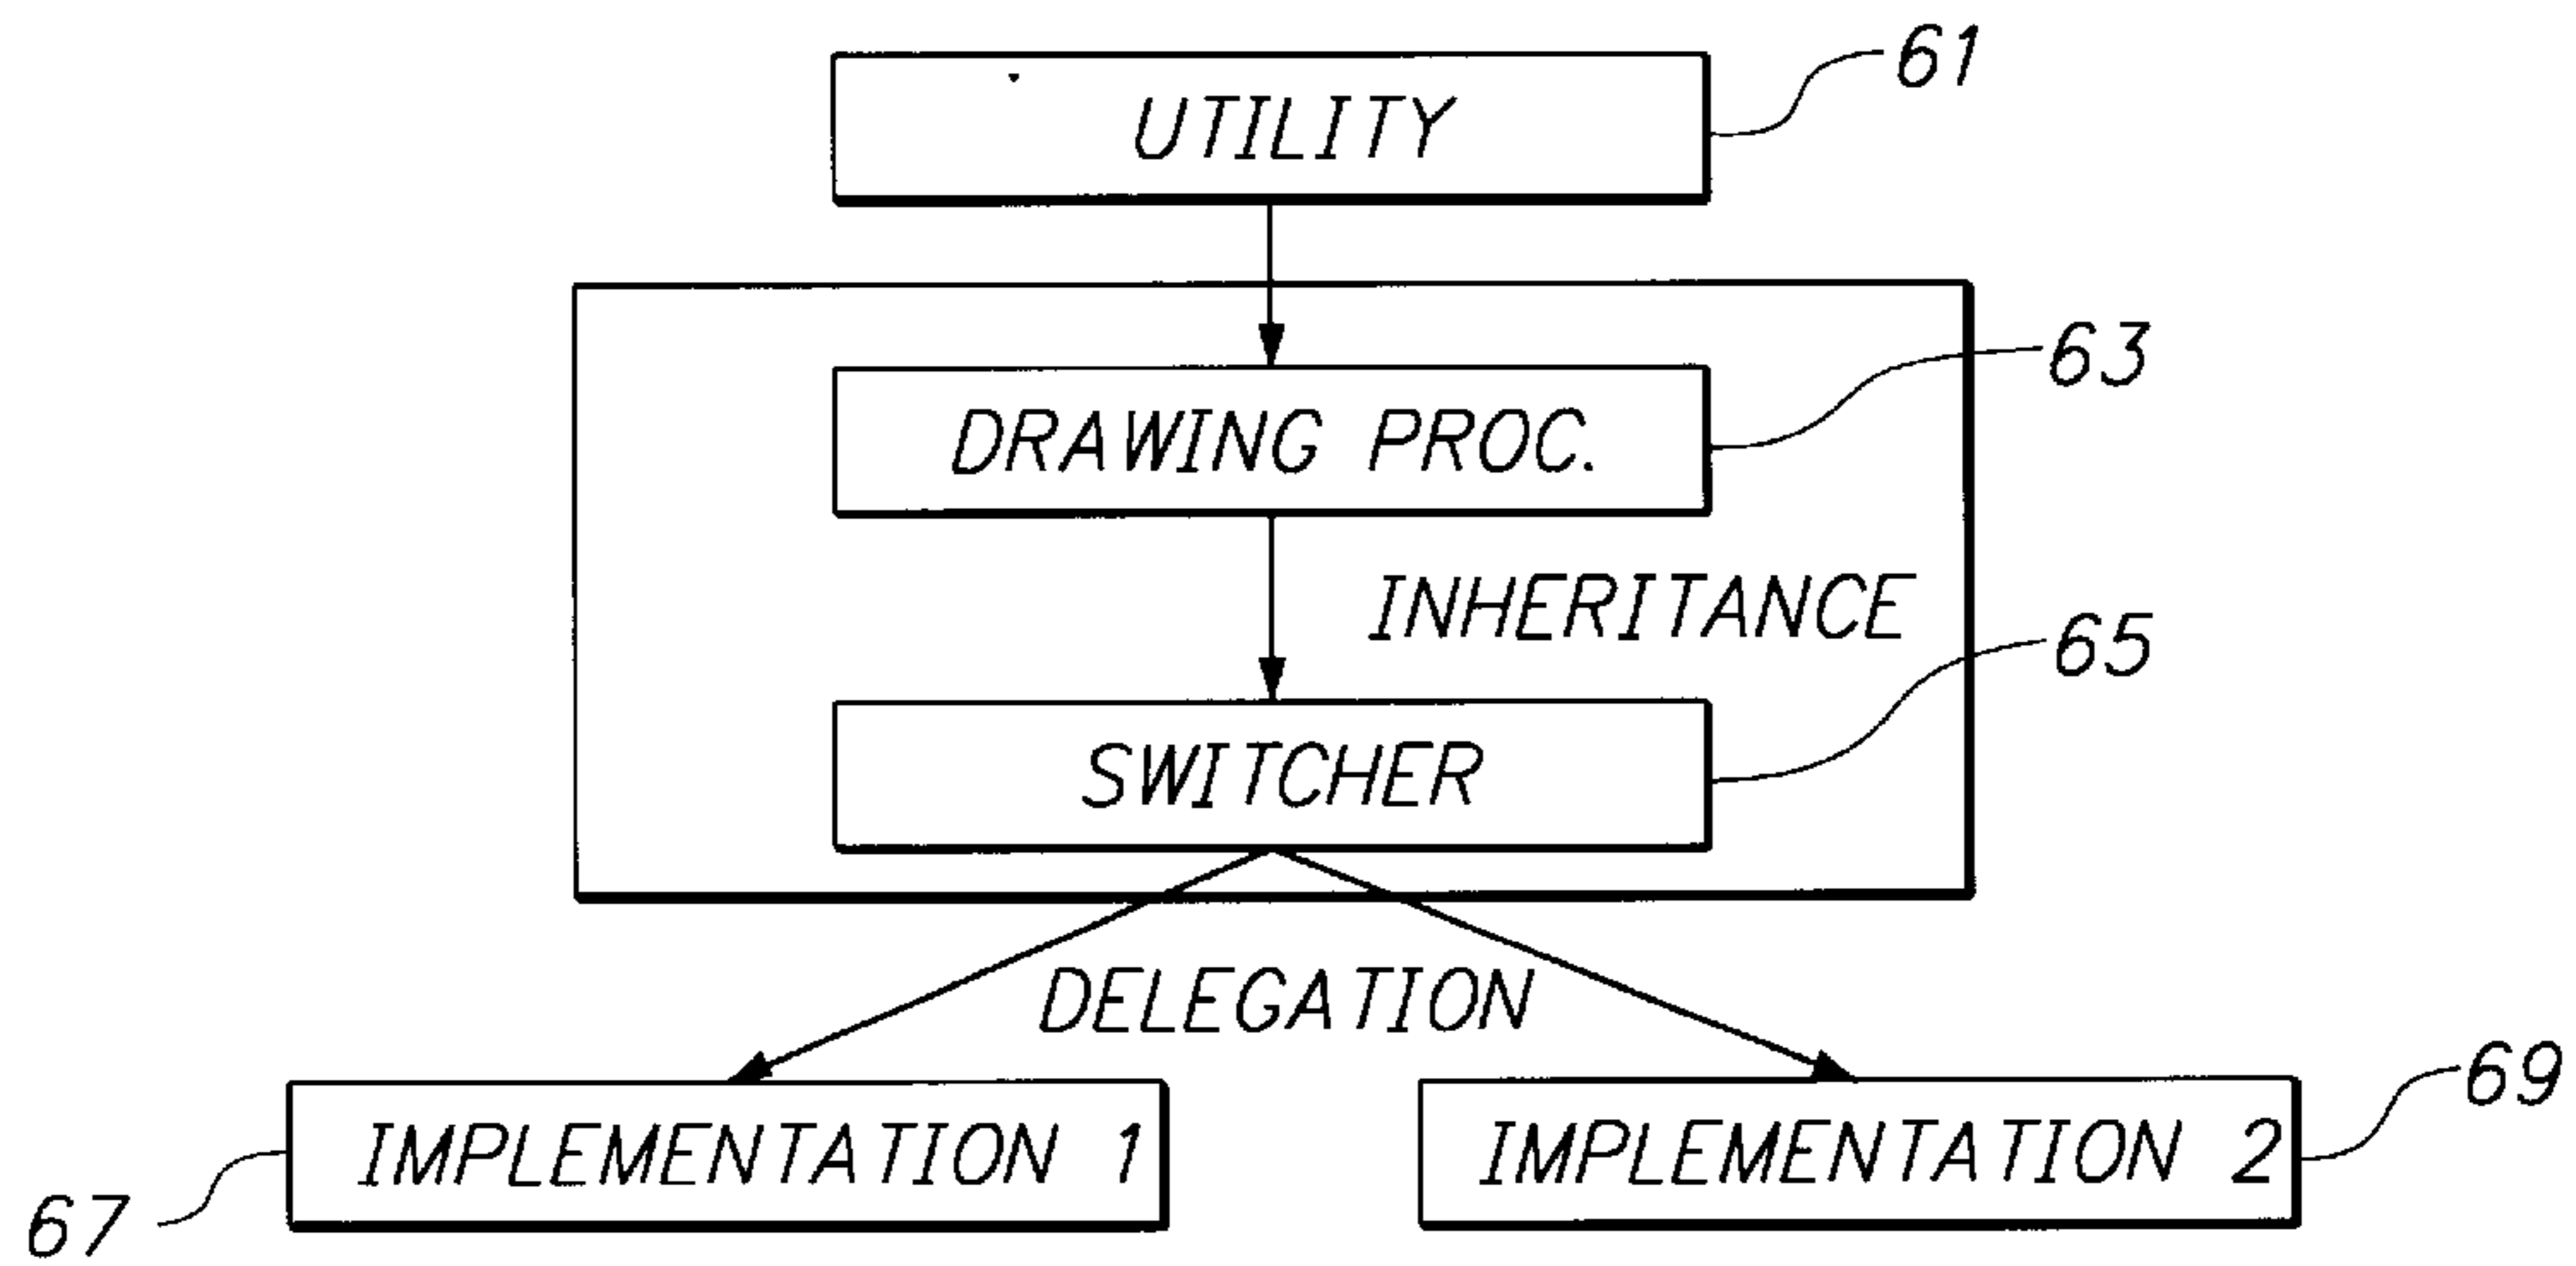 61
UTILITY
63
DRAWING PROC.
INHERITANCE
65
SWITCHER
DELEGATION
69
IMPLEMENTATION 1
IMPLEMENTATION 2
67